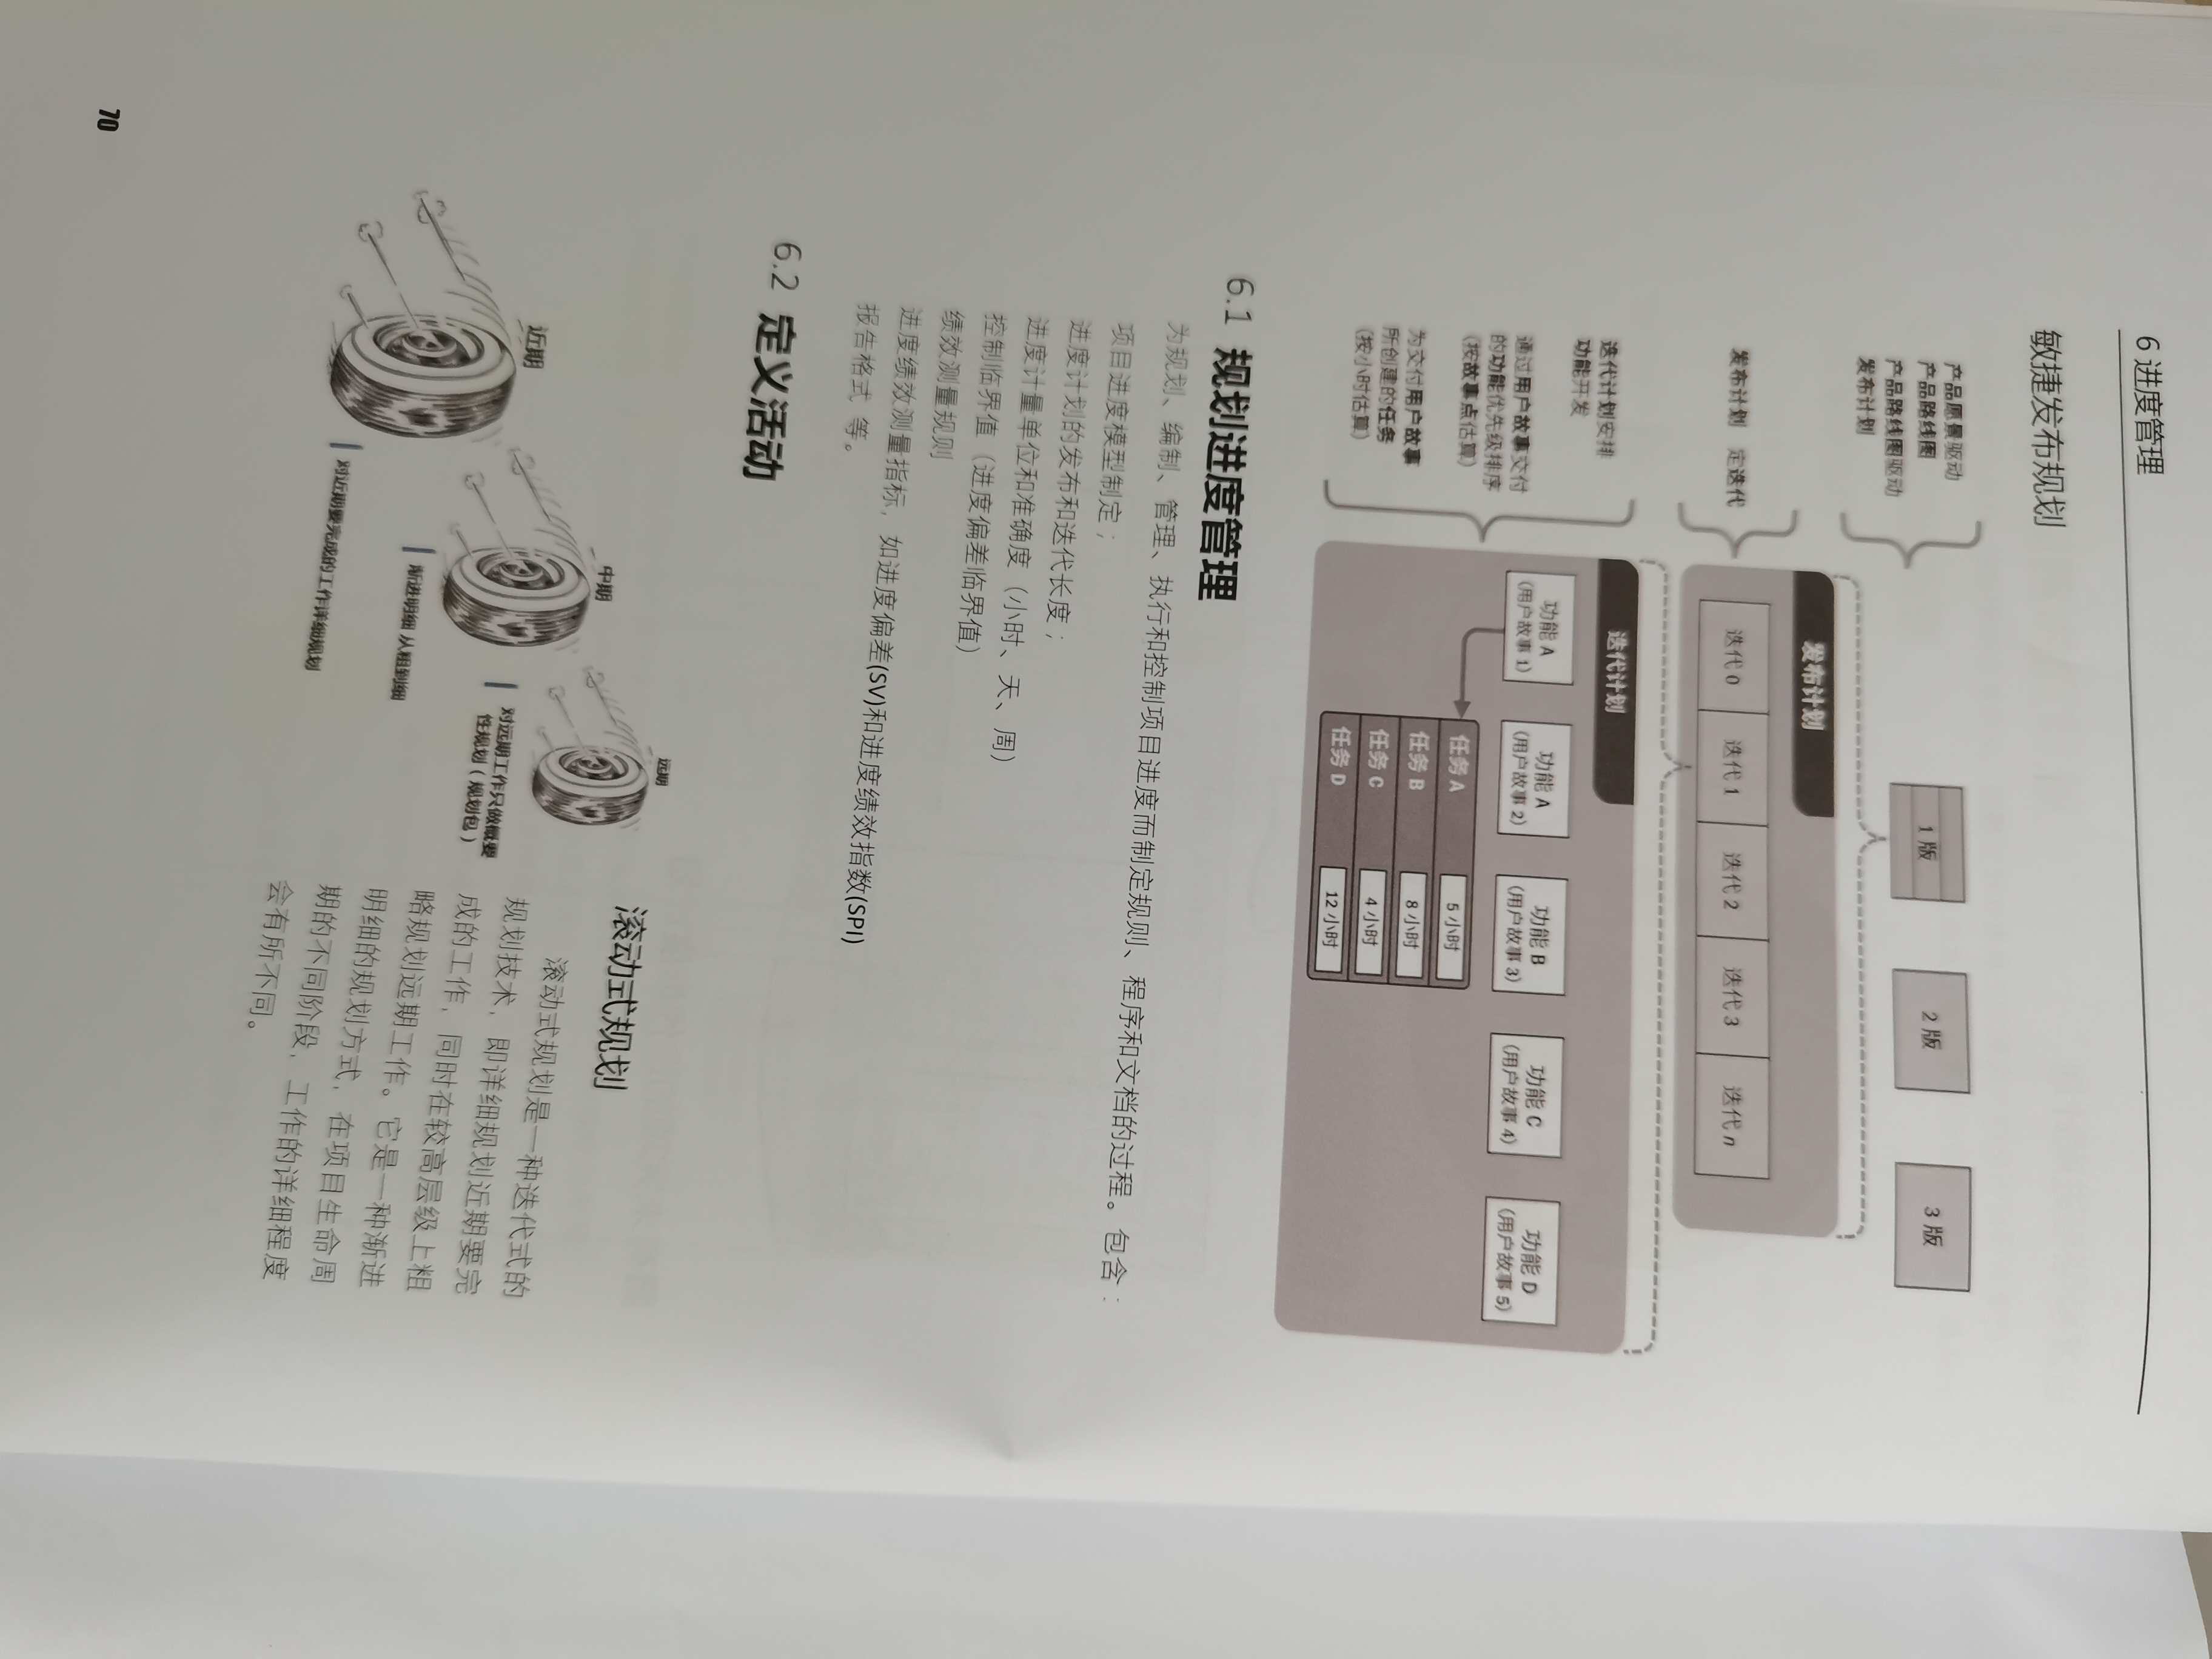 6 进度管理
敏捷发布规划
产品愿景驱动
产品路线图
产品路线图驱动
发布计划
1 版
2 版
3 版
发布计划
发布计划 定迭代
迭代 0
迭代 1
迭代 2
迭代 3
迭代 n
迭代计划
迭代计划安排
功能开发
通过用户故事交付
的功能优先级排序
(按故事点估算)
为交付用户故事
所创建的任务
(按小时估算)
功能 A
(用户故事 1)
功能 A
(用户故事 2)
功能 B
(用户故事 3)
功能 C
(用户故事 4)
功能 D
(用户故事 5)
任务 A 5 小时
任务 B 8 小时
任务 C 4 小时
任务 D 12 小时
6.1 规划进度管理
为规划、编制、管理、执行和控制项目进度而制定规则、程序和文档的过程。包含：
项目进度模型制定；
进度计划的发布和迭代长度；
进度计量单位和准确度（小时、天、周）
控制临界值（进度偏差临界值）
绩效测量规则
进度绩效测量指标，如进度偏差(SV)和进度绩效指数(SPI)
报告格式 等。
6.2 定义活动
近期
中期
远期
对远期工作只做概要
性规划（规划包）
渐进明细 从粗到细
对近期要完成的工作详细规划
滚动式规划
滚动式规划是一种迭代式的
规划技术，即详细规划近期要完
成的工作，同时在较高层级上粗
略规划远期工作。它是一种渐进
明细的规划方式，在项目生命周
期的不同阶段，工作的详细程度
会有所不同。
70